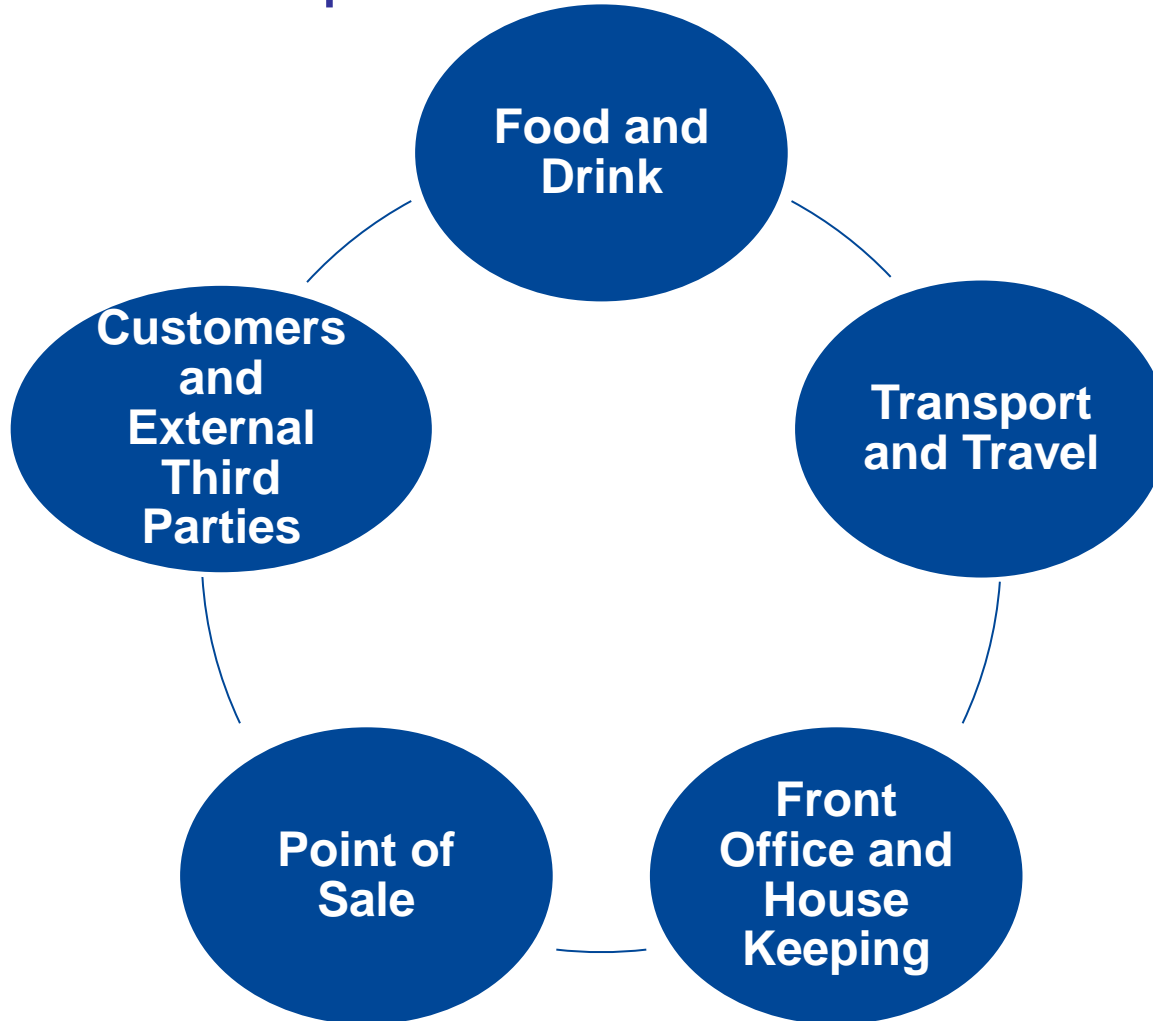 Food and
Drink
Transport
and Travel
Front
Office and
House
Keeping
Point of
Sale
Customers
and
External
Third
Parties